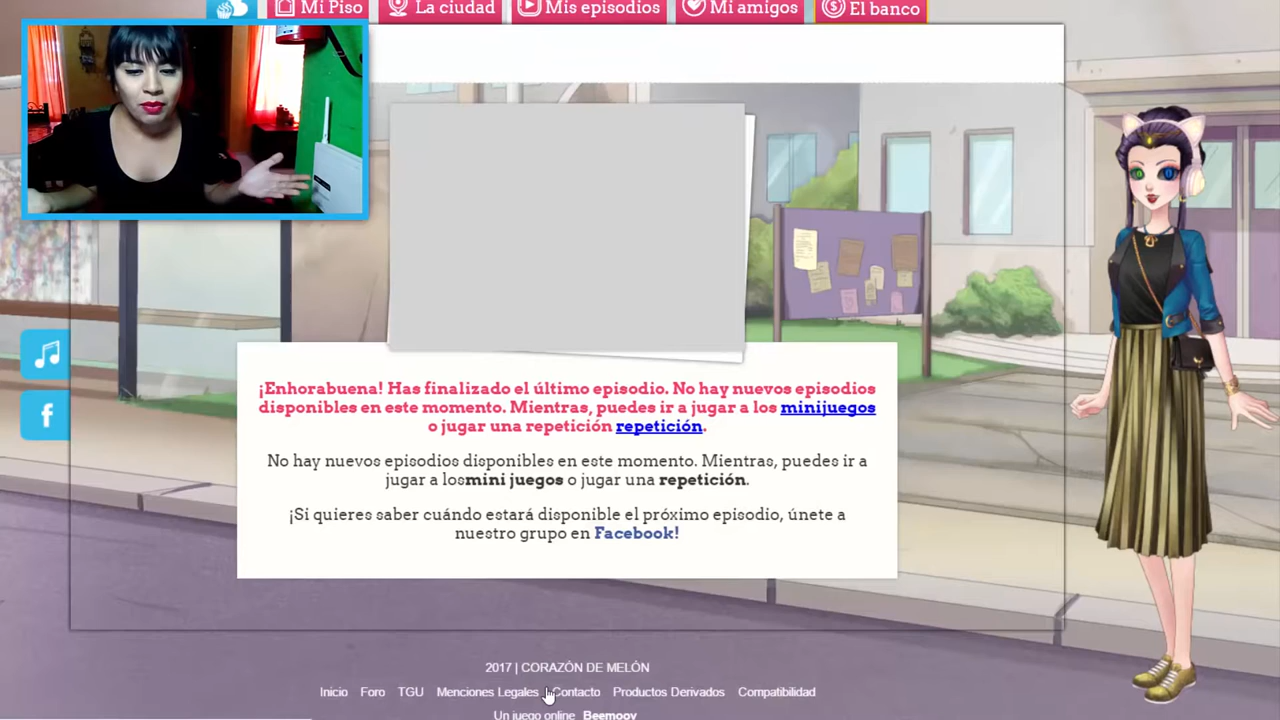 Mi Piso
La ciudad
Mis episodios
Mi amigos
El banco
¡Enhorabuena! Has finalizado el último episodio. No hay nuevos episodios
disponibles en este momento. Mientras, puedes ir a jugar a los minijuegos
o jugar una repetición repetición.
No hay nuevos episodios disponibles en este momento. Mientras, puedes ir a
jugar a losmini juegos o jugar una repetición.
¡Si quieres saber cuándo estará disponible el próximo episodio, únete a
nuestro grupo en Facebook!
2017 | CORAZÓN DE MELÓN
Inicio Foro TGU Menciones Legales Contacto Productos Derivados Compatibilidad
Un juego online Beemoov